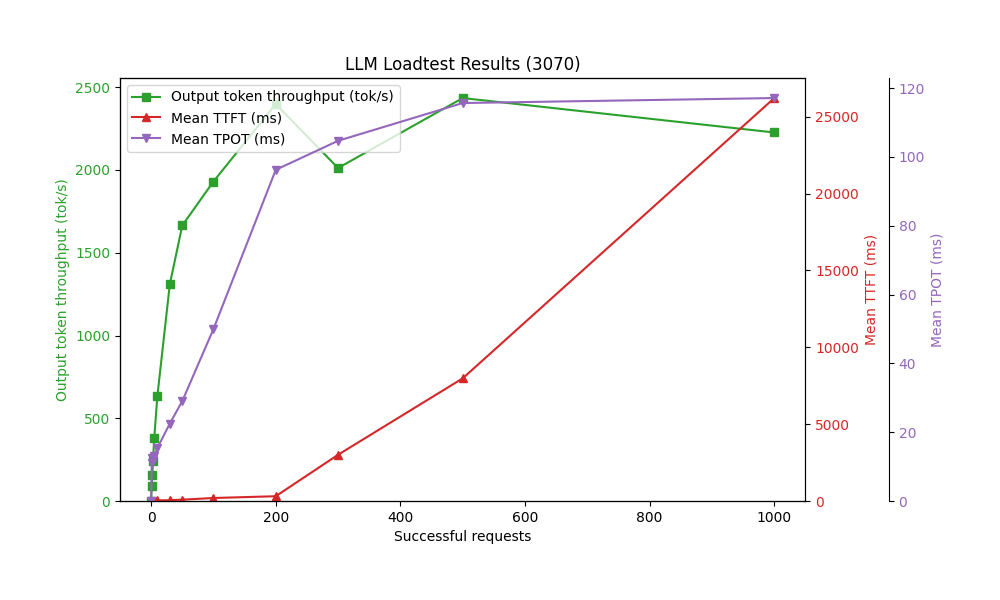 LLM Loadtest Results (3070)
Output token throughput (tok/s)
Mean TTFT (ms)
Mean TPOT (ms)
Output token throughput (tok/s)
2500
2000
1500
1000
500
0
0 200 400 600 800 1000
Successful requests
25000
20000
15000
10000
5000
0
Mean TTFT (ms)
120
100
80
60
40
20
0
Mean TPOT (ms)